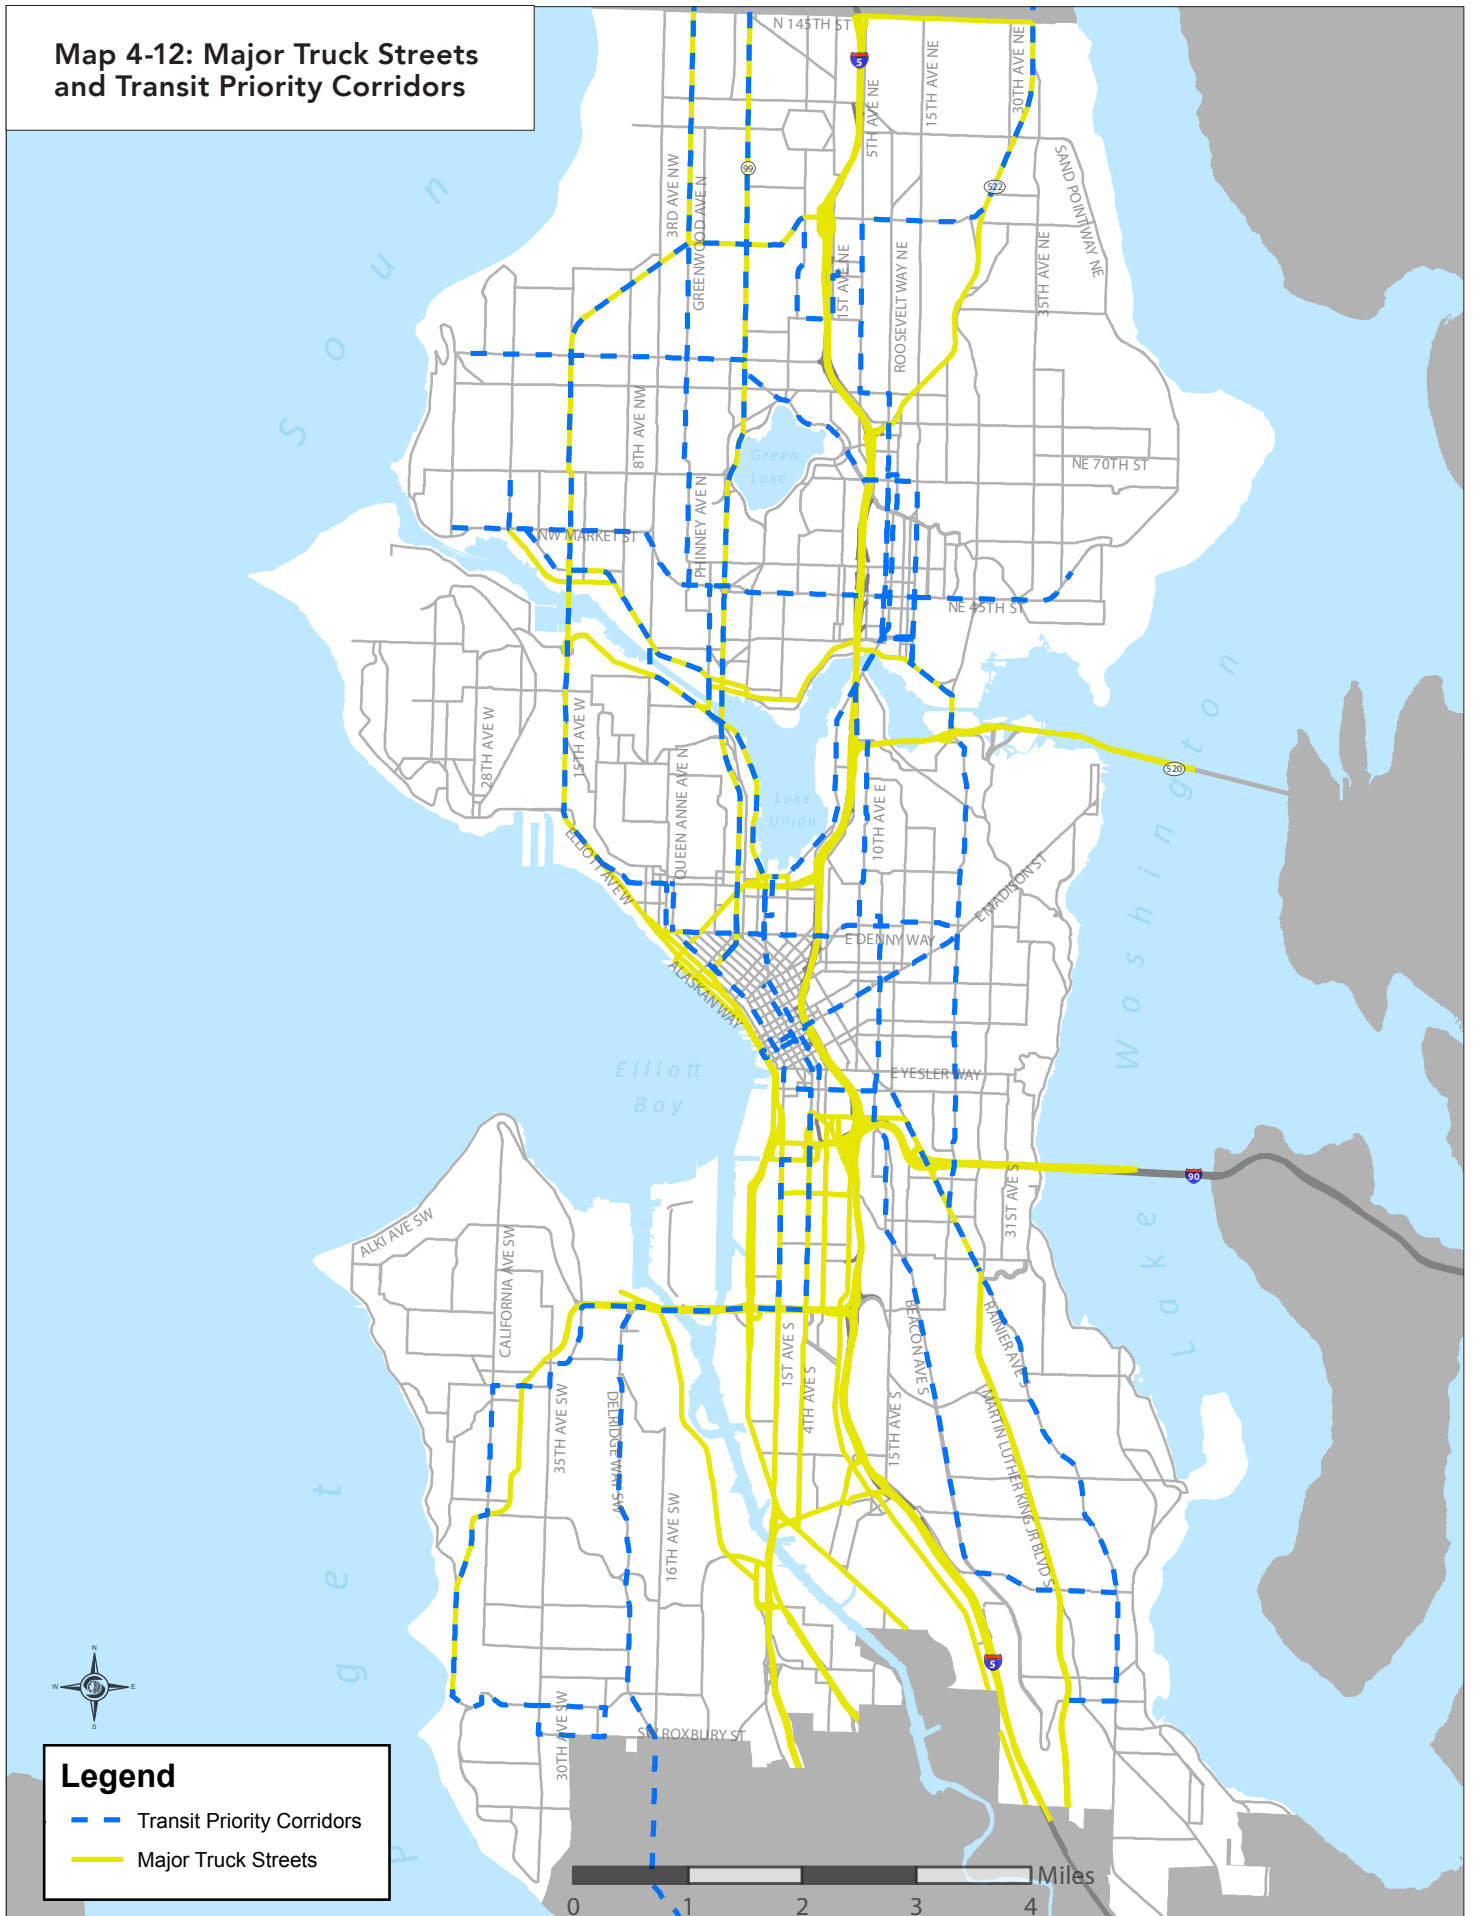 Map 4-12: Major Truck Streets
and Transit Priority Corridors
N 145TH ST
5
5TH AVE NE
15TH AVE NE
30TH AVE NE
3RD AVE NW
GREENWOOD AVE N
99
522
SAND POINT WAY NE
1ST AVE NE
ROOSEVELT WAY NE
35TH AVE NE
8TH AVE NW
Green
Lake
NE 70TH ST
NW MARKET ST
PHINNEY AVE N
NE 45TH ST
28TH AVE W
15TH AVE W
QUEEN ANNE AVE N
Lake
Union
10TH AVE E
520
ELLIOTT AVE W
E MADISON ST
E DENNY WAY
ALASKAN WAY
Elliott
Bay
E YESLER WAY
90
31ST AVE S
ALKI AVE SW
CALIFORNIA AVE SW
1ST AVE S
4TH AVE S
BEACON AVE S
RAINIER AVE S
15TH AVE S
MARTIN LUTHER KING JR BLVD S
35TH AVE SW
DELRIDGE WAY SW
16TH AVE SW
5
30TH AVE SW
SW ROXBURY ST
Puget Sound
Lake Washington
N
W
E
S
Legend
Transit Priority Corridors
Major Truck Streets
Miles
0
1
2
3
4